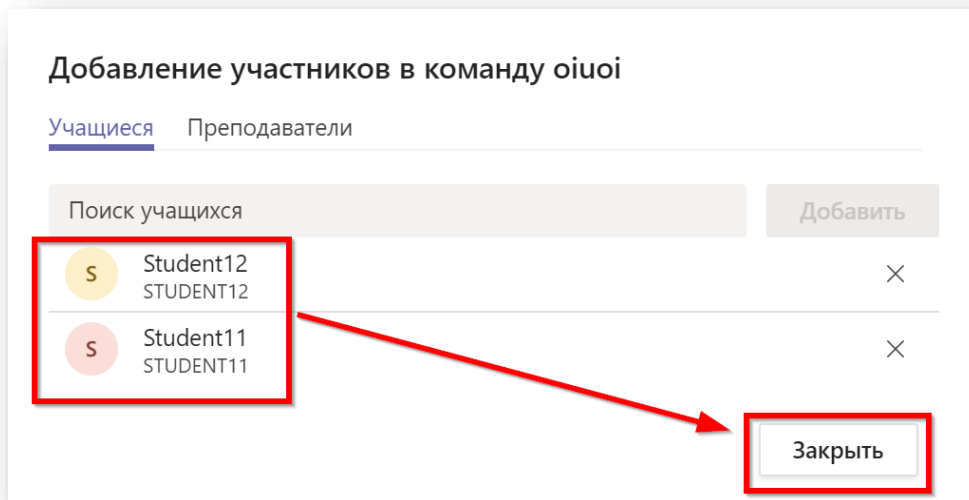 Добавление участников в команду oiuoi
Учащиеся Преподаватели
Поиск учащихся Добавить
S Student12
STUDENT12
S Student11
STUDENT11
Закрыть